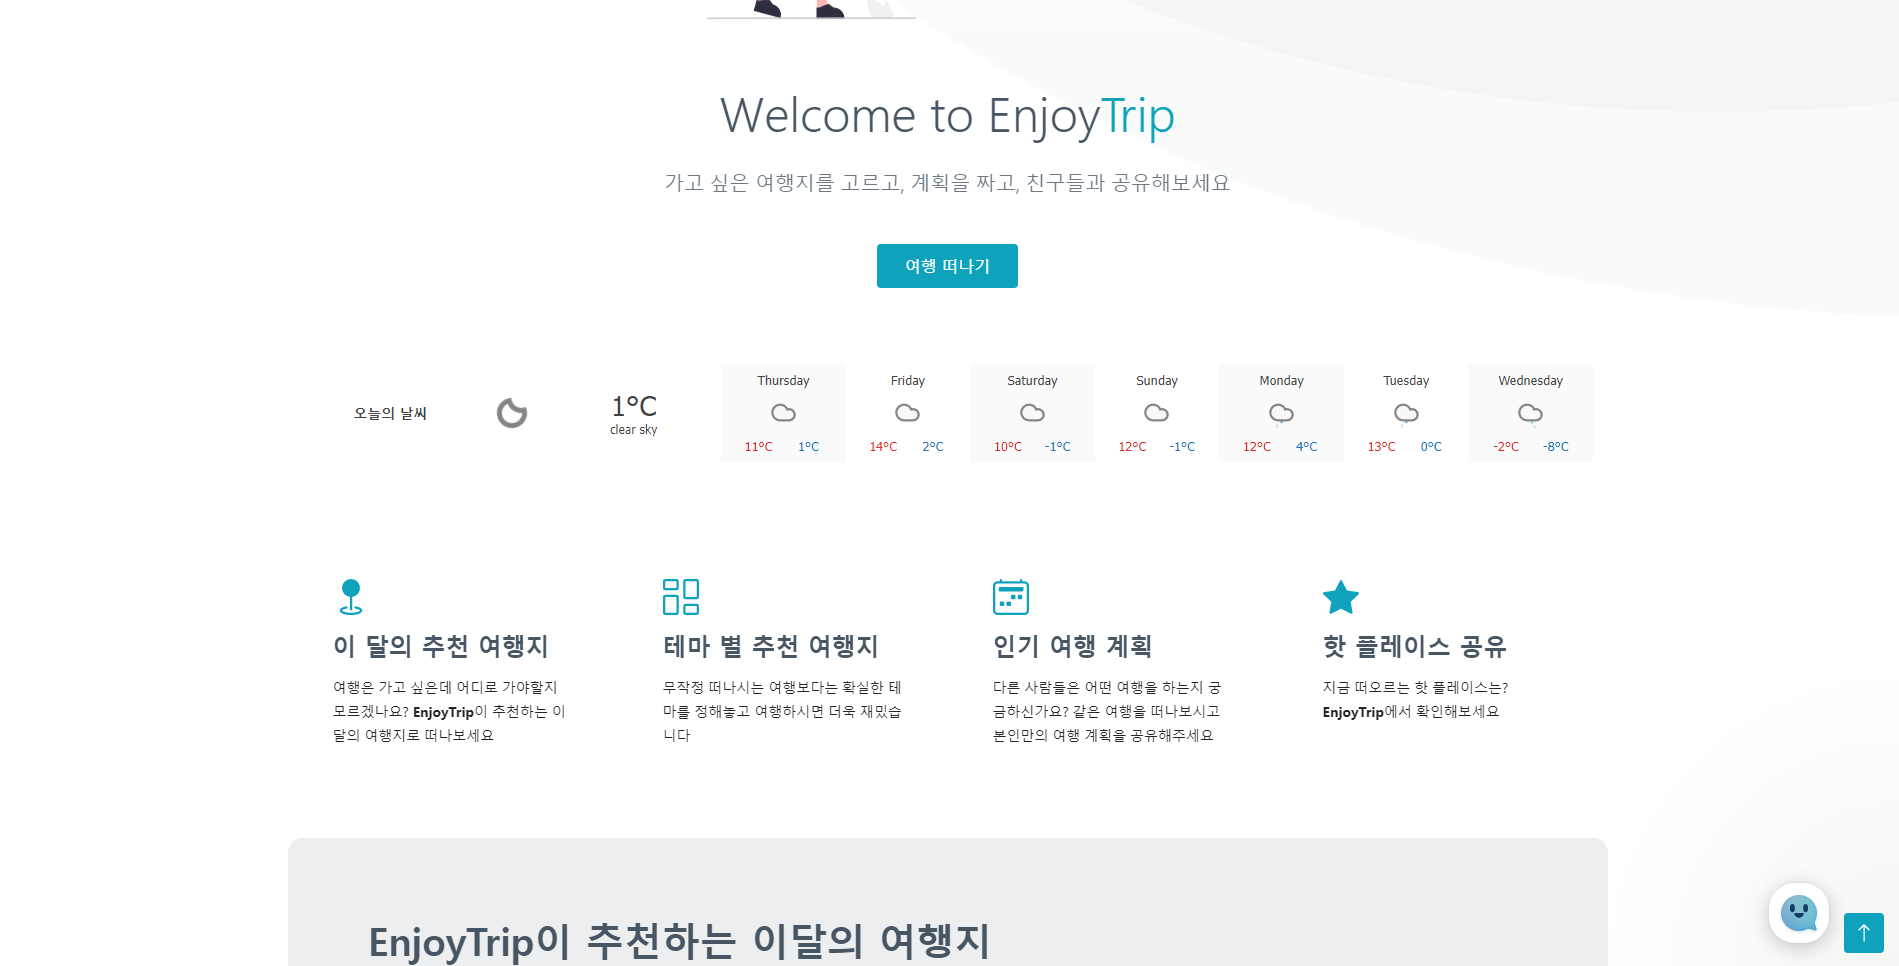 Welcome to EnjoyTrip
가고 싶은 여행지를 고르고, 계획을 짜고, 친구들과 공유해보세요
여행 떠나기
오늘의 날씨
1°C
clear sky
Thursday
11°C 1°C
Friday
14°C 2°C
Saturday
10°C -1°C
Sunday
12°C -1°C
Monday
12°C 4°C
Tuesday
13°C 0°C
Wednesday
-2°C -8°C
이 달의 추천 여행지
여행은 가고 싶은데 어디로 가야할지
모르겠나요? EnjoyTrip이 추천하는 이
달의 여행지로 떠나보세요
테마 별 추천 여행지
무작정 떠나시는 여행보다는 확실한 테
마를 정해놓고 여행하시면 더욱 재밌습
니다
인기 여행 계획
다른 사람들은 어떤 여행을 하는지 궁
금하신가요? 같은 여행을 떠나보시고
본인만의 여행 계획을 공유해주세요
핫 플레이스 공유
지금 떠오르는 핫 플레이스는?
EnjoyTrip에서 확인해보세요
EnjoyTrip이 추천하는 이달의 여행지